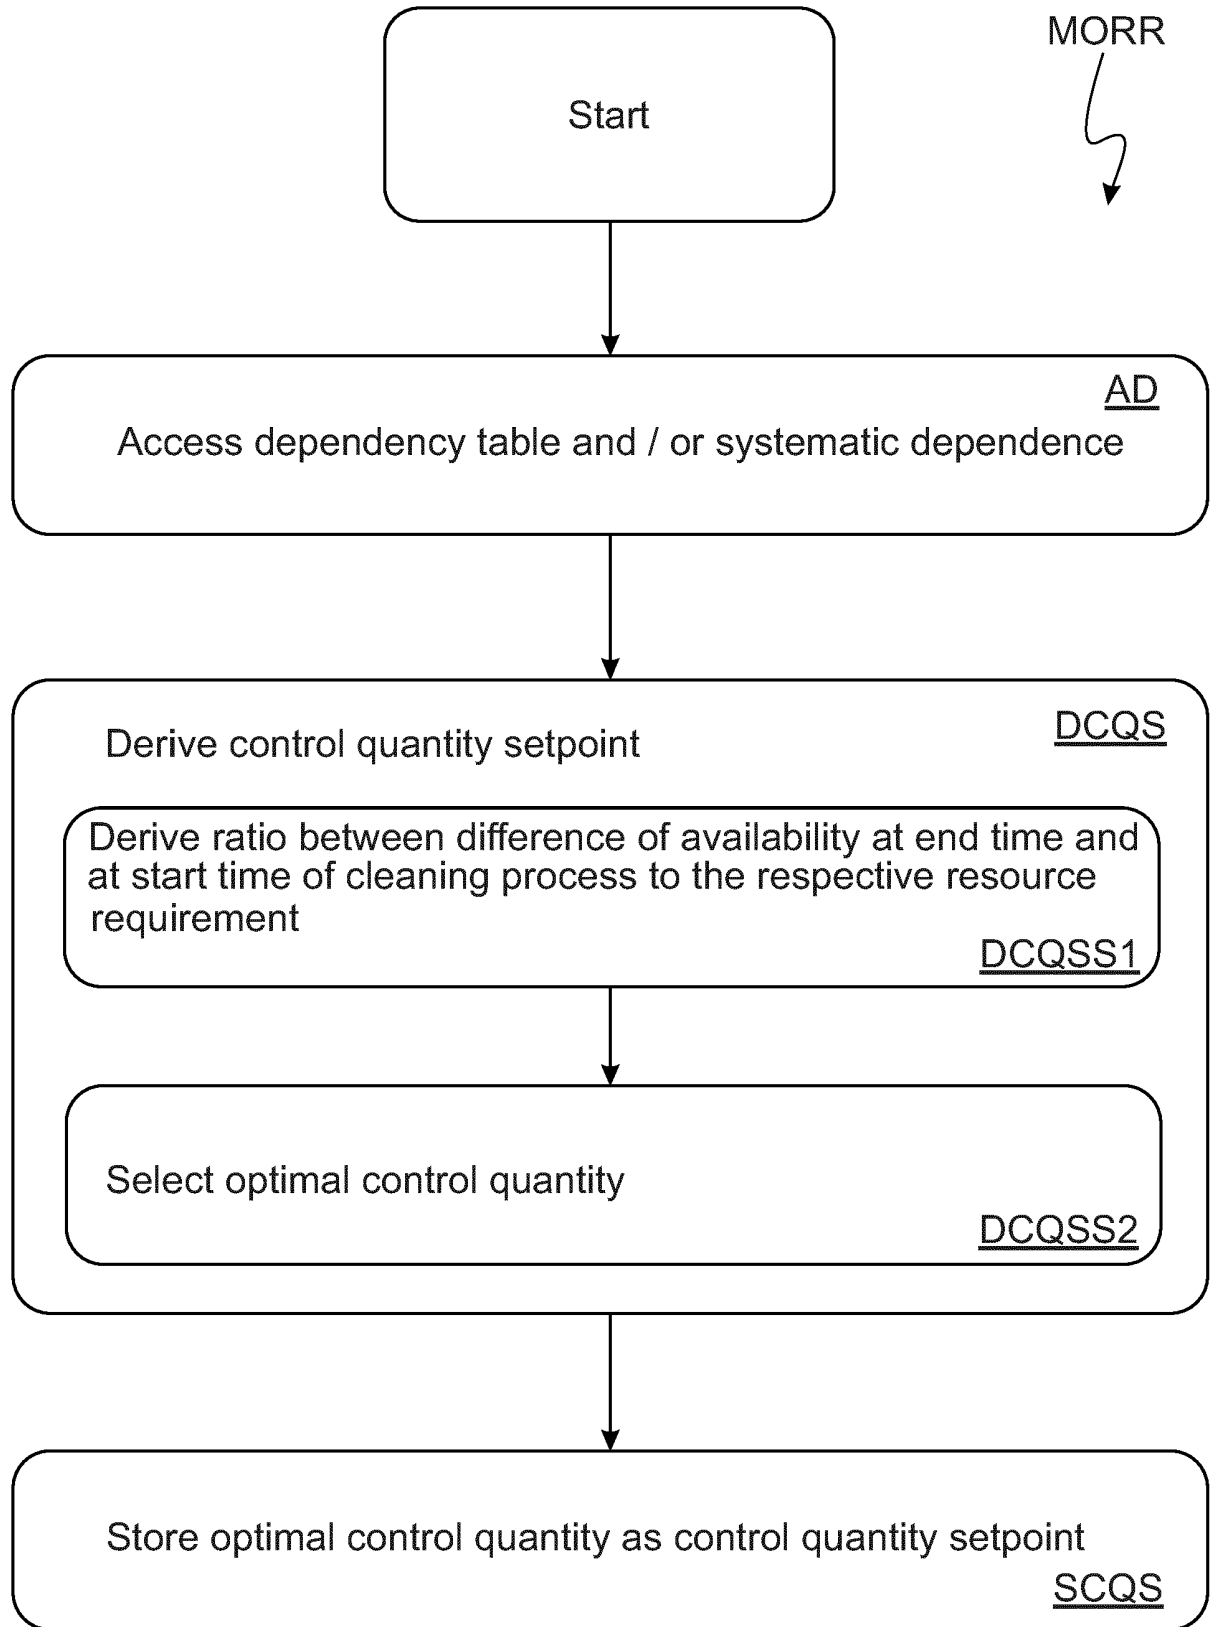 Start
MORR
AD
Access dependency table and / or systematic dependence
DCQS
Derive control quantity setpoint
Derive ratio between difference of availability at end time and
at start time of cleaning process to the respective resource
requirement
DCQSS1
Select optimal control quantity
DCQSS2
Store optimal control quantity as control quantity setpoint
SCQS